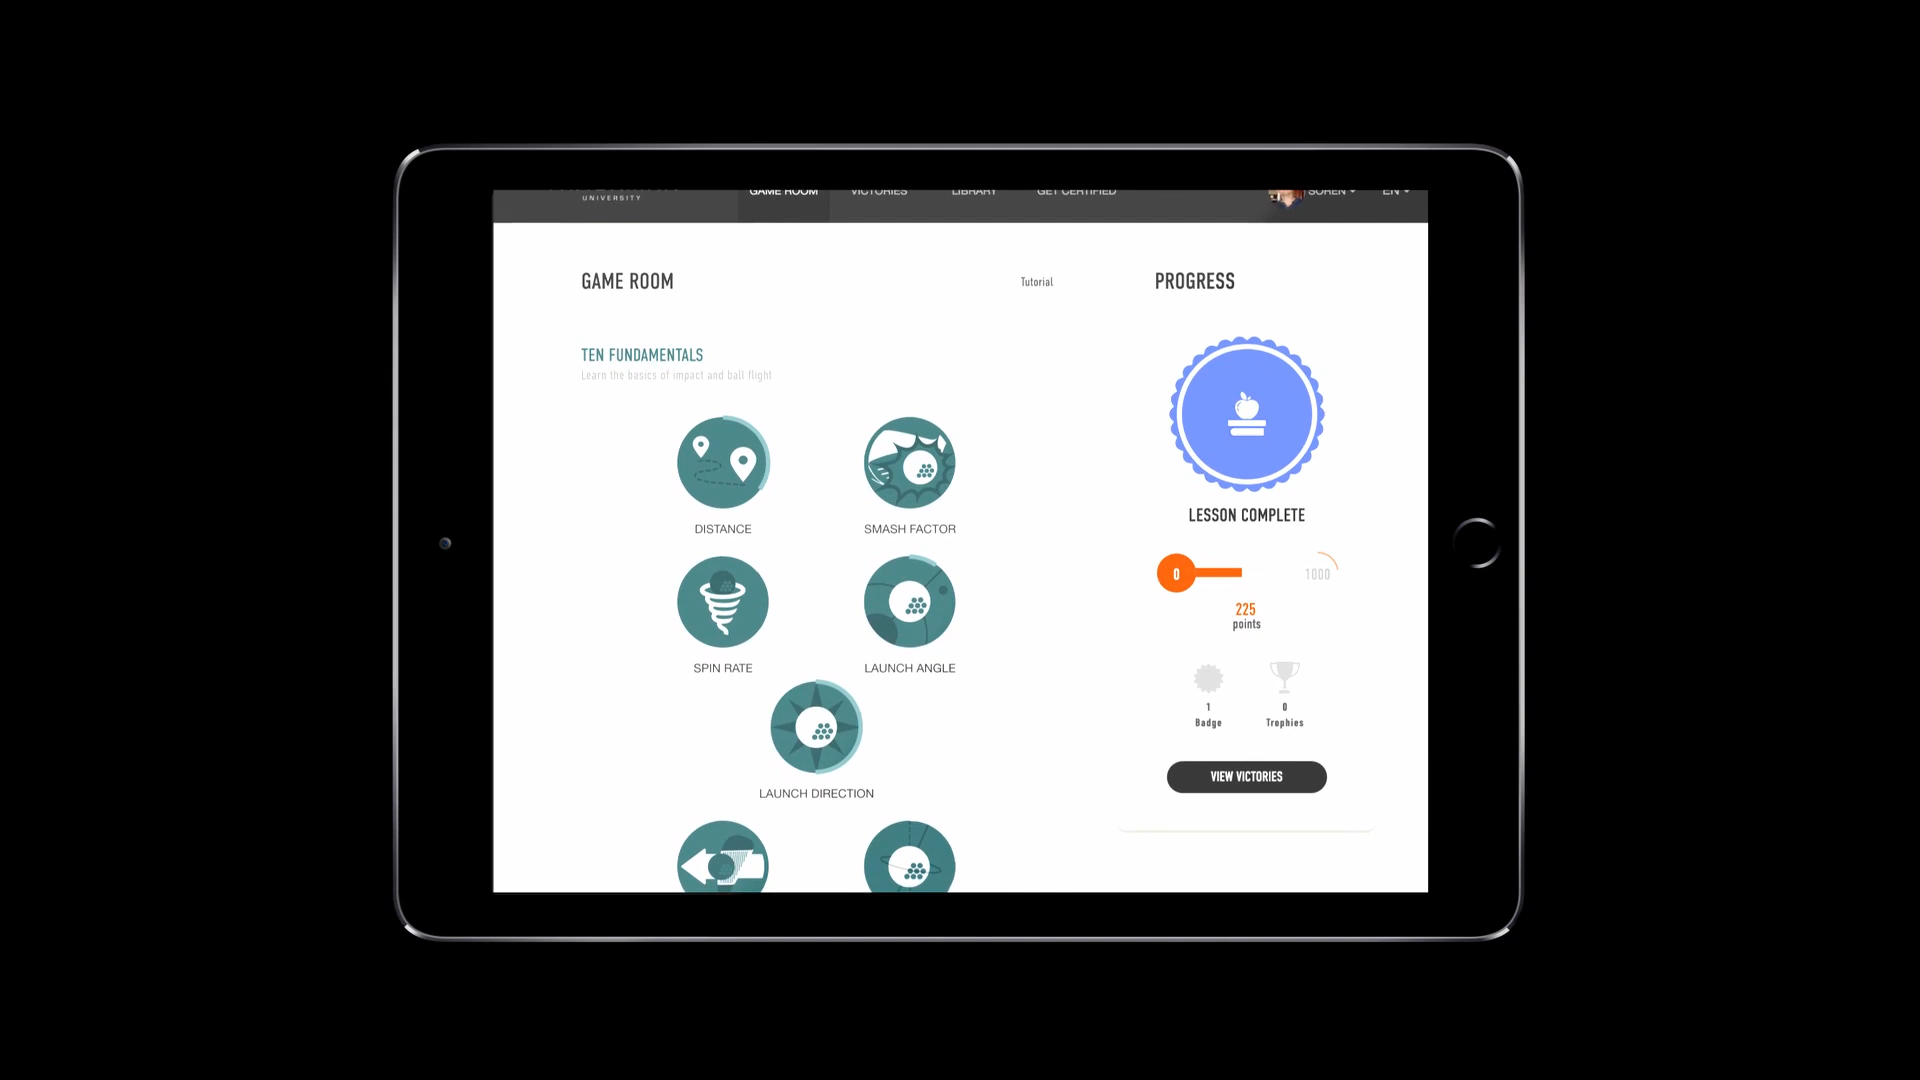 UNIVERSITY
GAME ROOM
VICTORIES
LIBRARY
GET CERTIFIED
SOREN
EN
GAME ROOM
Tutorial
PROGRESS
TEN FUNDAMENTALS
Learn the basics of impact and ball flight
DISTANCE
SMASH FACTOR
SPIN RATE
LAUNCH ANGLE
LAUNCH DIRECTION
LESSON COMPLETE
0
1000
225
points
1
Badge
0
Trophies
VIEW VICTORIES